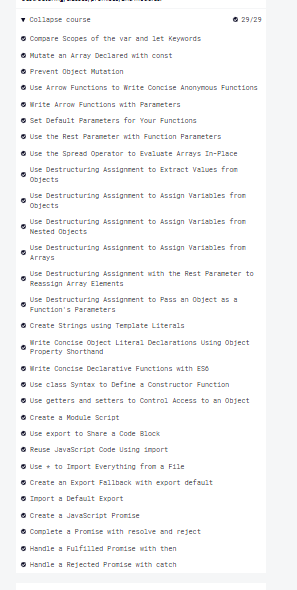 Collapse course 29/29
Compare Scopes of the var and let Keywords
Mutate an Array Declared with const
Prevent Object Mutation
Use Arrow Functions to Write Concise Anonymous Functions
Write Arrow Functions with Parameters
Set Default Parameters for Your Functions
Use the Rest Parameter with Function Parameters
Use the Spread Operator to Evaluate Arrays In-Place
Use Destructuring Assignment to Extract Values from
Objects
Use Destructuring Assignment to Assign Variables from
Objects
Use Destructuring Assignment to Assign Variables from
Nested Objects
Use Destructuring Assignment to Assign Variables from
Arrays
Use Destructuring Assignment with the Rest Parameter to
Reassign Array Elements
Use Destructuring Assignment to Pass an Object as a
Function's Parameters
Create Strings using Template Literals
Write Concise Object Literal Declarations Using Object
Property Shorthand
Write Concise Declarative Functions with ES6
Use class Syntax to Define a Constructor Function
Use getters and setters to Control Access to an Object
Create a Module Script
Use export to Share a Code Block
Reuse JavaScript Code Using import
Use * to Import Everything from a File
Create an Export Fallback with export default
Import a Default Export
Create a JavaScript Promise
Complete a Promise with resolve and reject
Handle a Fulfilled Promise with then
Handle a Rejected Promise with catch